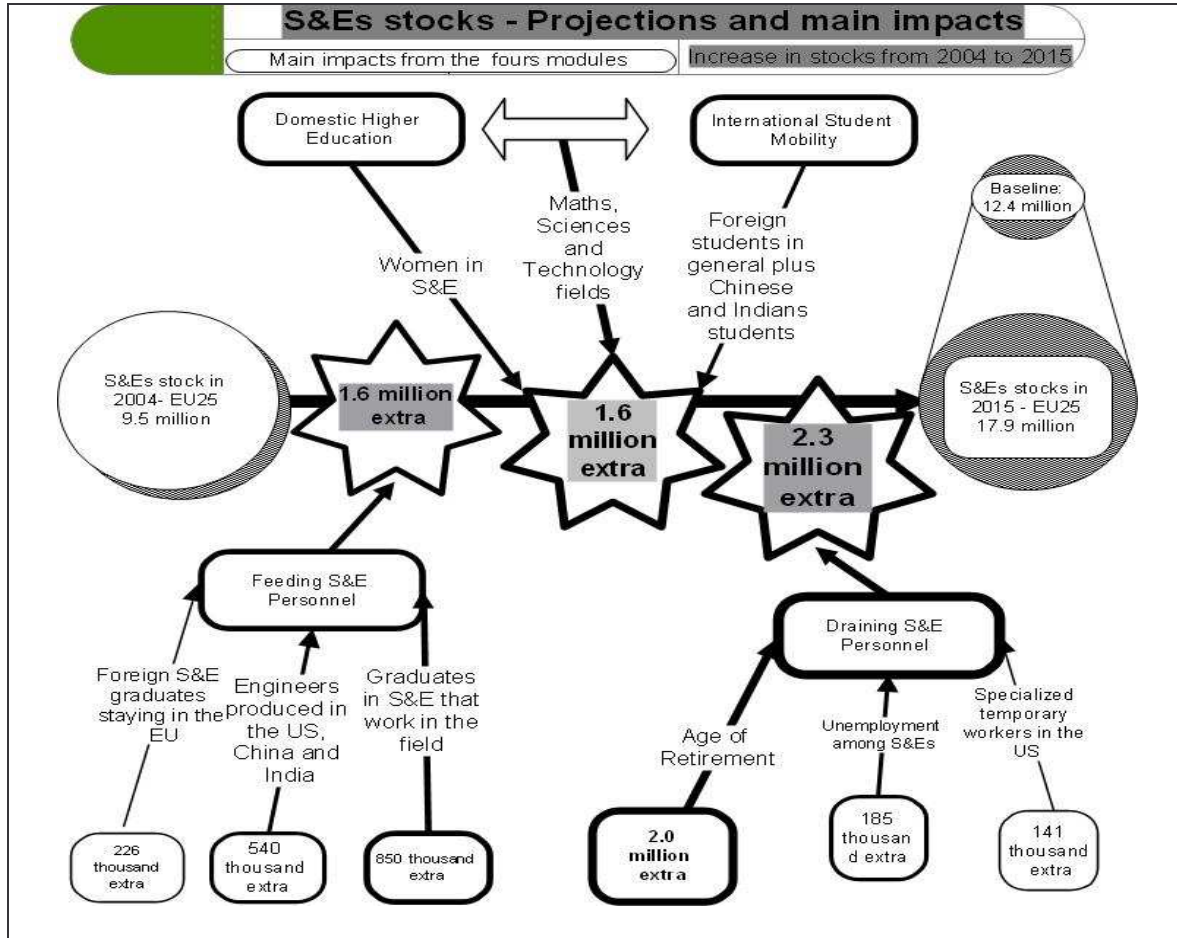 S&Es stocks - Projections and main impacts
Main impacts from the  fours modules
Increase in stocks from 2004 to 2015
Domestic Higher
Education
International Student
Mobility
Baseline:
12.4 million
Women in
S&E
Maths,
Sciences
and
Technology
fields
Foreign
students in
general plus
Chinese
and Indians
students
S&Es stock in
2004- EU25
9.5 million
1.6 million
extra
1.6
million
extra
2.3
million
extra
S&Es stocks in
2015 - EU25
17.9 million
Feeding S&E
Personnel
Draining S&E
Personnel
Foreign S&E
graduates
staying in the
EU
Engineers
produced in
the US,
China and
India
Graduates
in S&E that
work in the
field
Age of
Retirement
Unemployment
among S&Es
Specialized
temporary
workers in the
US
226
thousand
extra
540
thousand
extra
850 thousand
extra
2.0
million
extra
185
thousan
d extra
141
thousand
extra